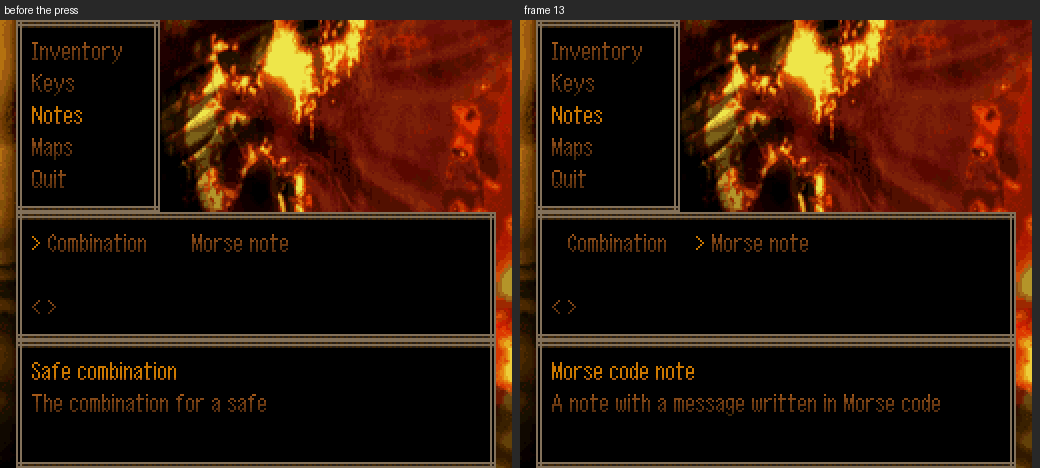 before the press
Inventory
Keys
Notes
Maps
Quit
> Combination Morse note
< >
Safe combination
The combination for a safe
frame 13
Inventory
Keys
Notes
Maps
Quit
Combination > Morse note
< >
Morse code note
A note with a message written in Morse code